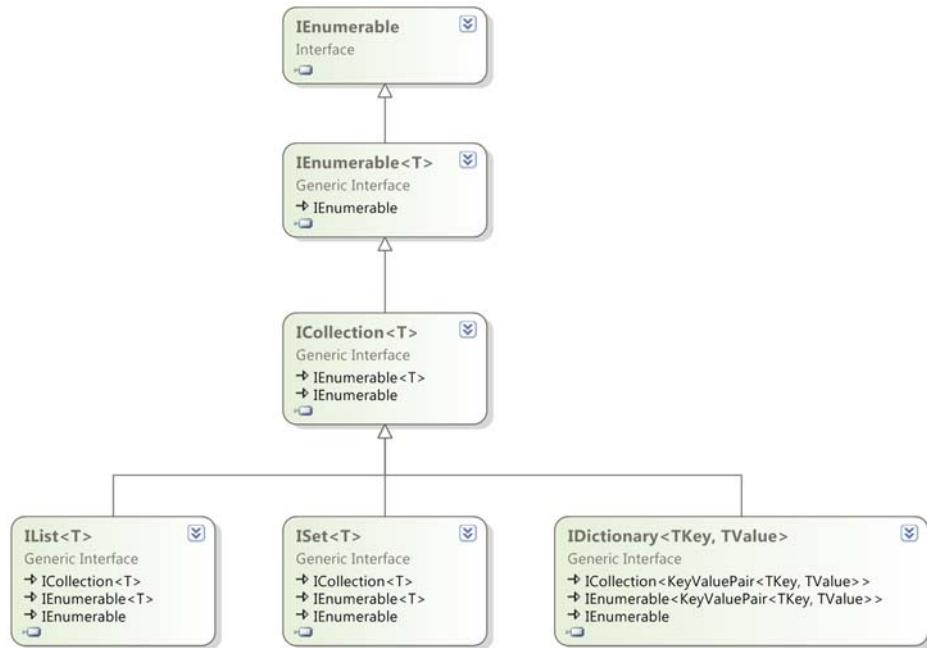 IEnumerable
Interface
IEnumerable<T>
Generic Interface
IEnumerable
ICollection<T>
Generic Interface
IEnumerable<T>
IEnumerable
IList<T>
Generic Interface
ICollection<T>
IEnumerable<T>
IEnumerable
ISet<T>
Generic Interface
ICollection<T>
IEnumerable<T>
IEnumerable
IDictionary<TKey, TValue>
Generic Interface
ICollection<KeyValuePair<TKey, TValue>>
IEnumerable<KeyValuePair<TKey, TValue>>
IEnumerable